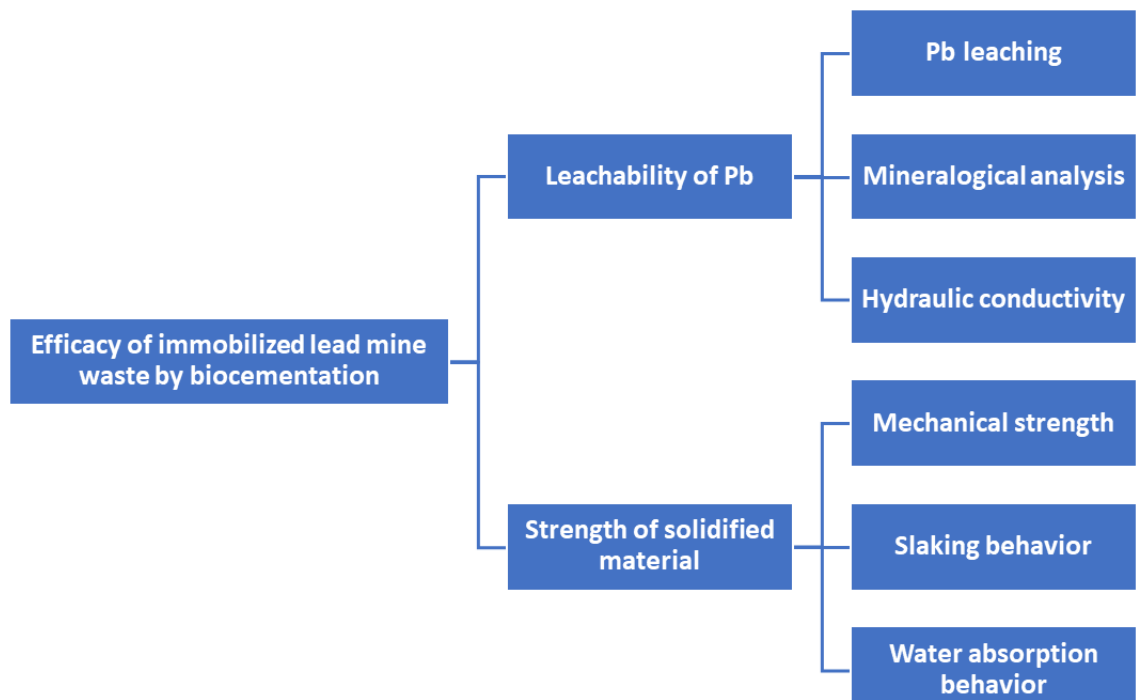 Efficacy of immobilized lead mine
waste by biocementation
Leachability of Pb
Pb leaching
Mineralogical analysis
Hydraulic conductivity
Strength of solidified
material
Mechanical strength
Slaking behavior
Water absorption
behavior